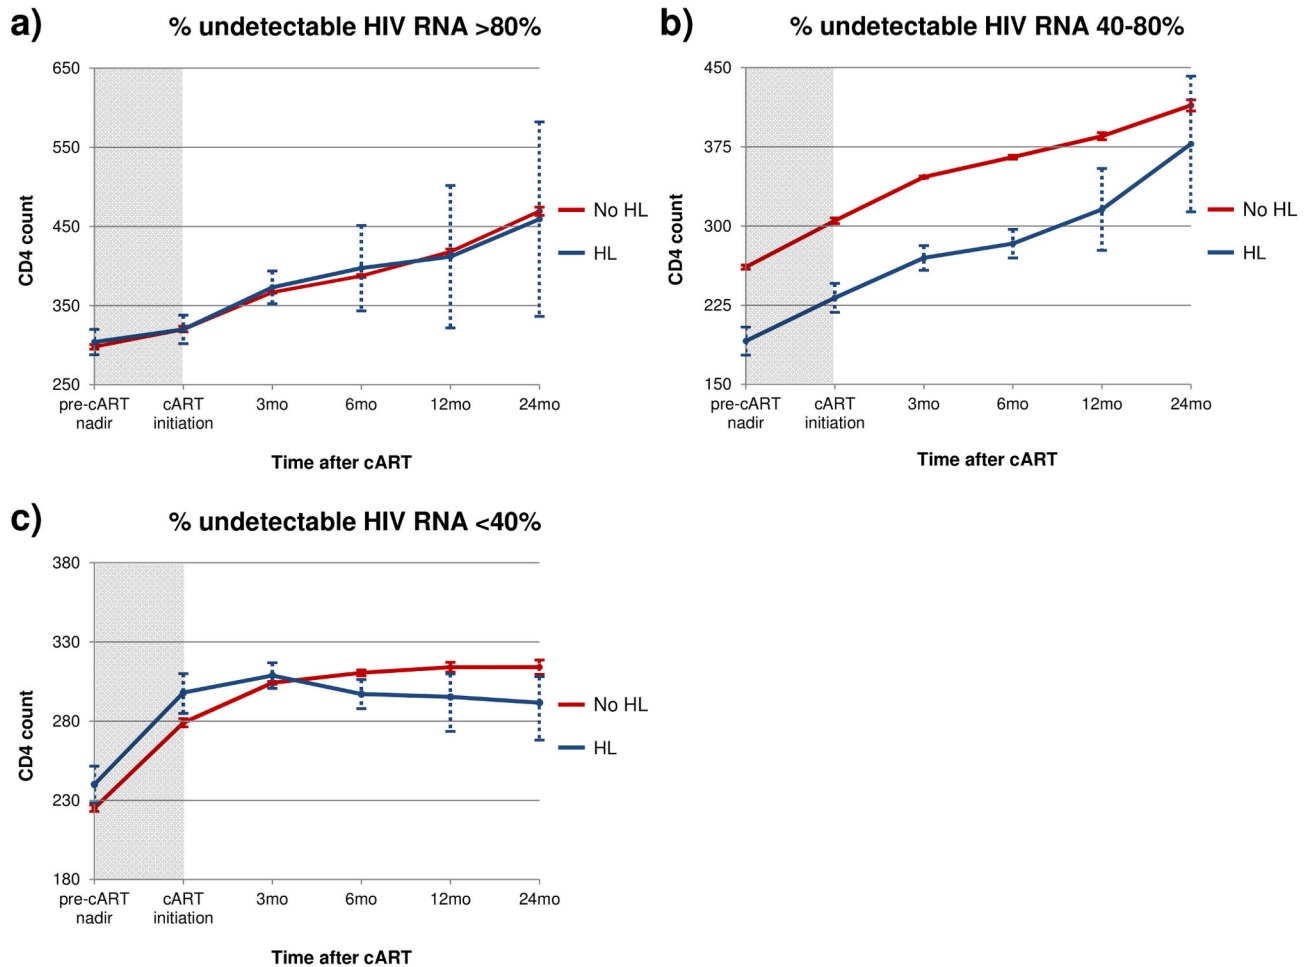 a)
% undetectable HIV RNA >80%
650
550
450
350
250
CD4 count
pre-cART nadir
cART initiation
3mo
6mo
12mo
24mo
Time after cART
No HL
HL
b)
% undetectable HIV RNA 40-80%
450
375
300
225
150
CD4 count
pre-cART nadir
cART initiation
3mo
6mo
12mo
24mo
Time after cART
No HL
HL
c)
% undetectable HIV RNA <40%
380
330
280
230
180
CD4 count
pre-cART nadir
cART initiation
3mo
6mo
12mo
24mo
Time after cART
No HL
HL